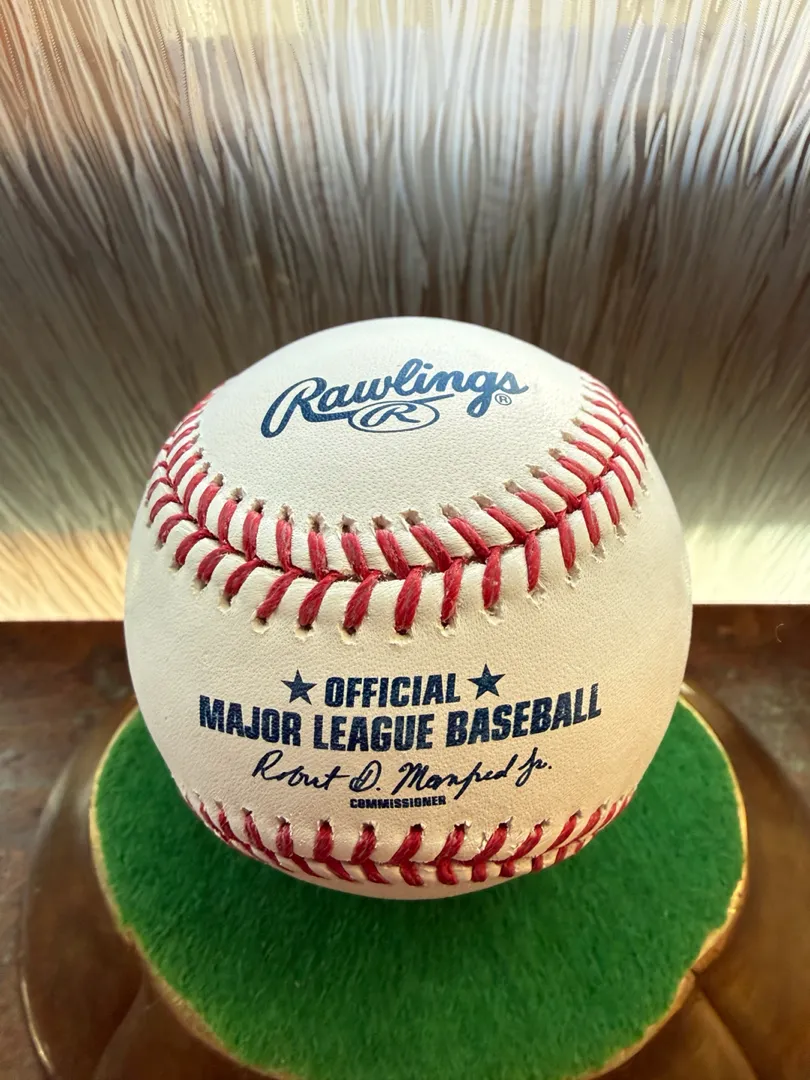 Rawlings ®
R
★ OFFICIAL ★
MAJOR LEAGUE BASEBALL
Robert D. Manfred Jr.
COMMISSIONER